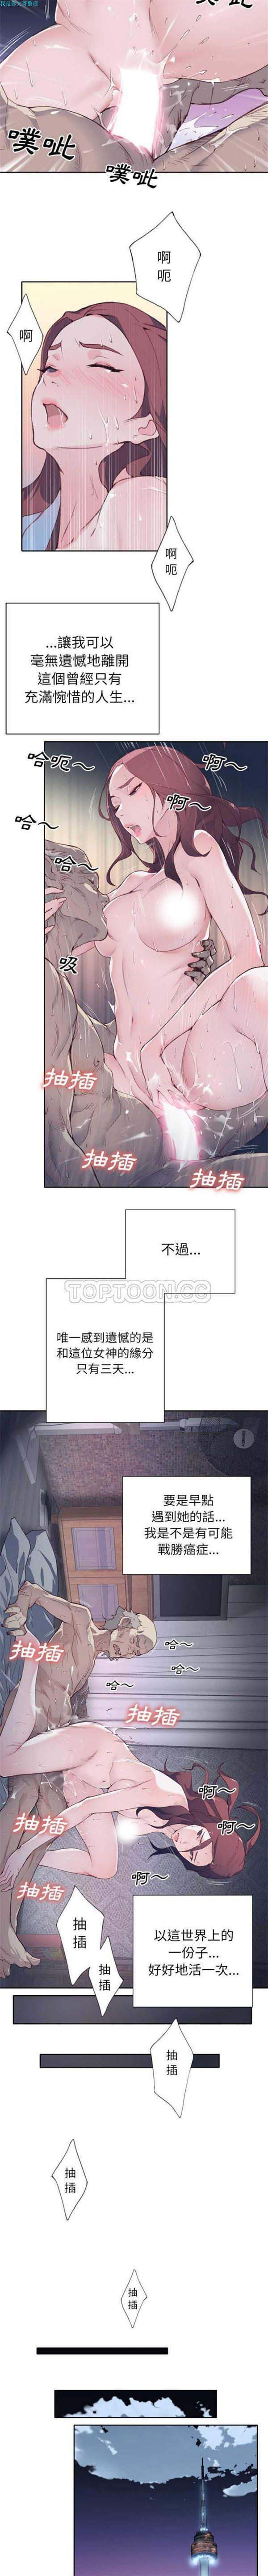 噗呲
噗呲
啊
呃
啊
啊
呃
...讓我可以
毫無遺憾地離開
這個曾經只有
充滿惋惜的人生...
哈呃～
啊～
哈～
啊～
哈～
吸
抽插
抽插
抽插
不過...
TOPTOON.CC
唯一感到遺憾的是
和這位女神的緣分
只有三天...
要是早點
遇到她的話...
我是不是有可能
戰勝癌症...
抽插
哈～
哈～
哈～
抽插
哈～
抽插
哈～
抽插
啊～
以這世界上的
一份子...
好好地活一次...
抽
插
抽
插
抽
插
抽
插
抽
插